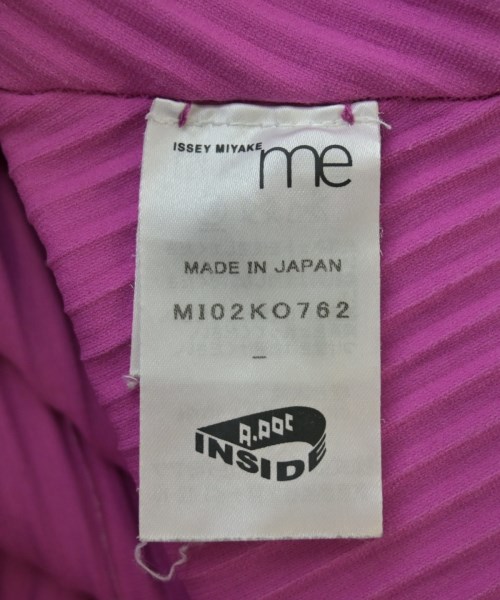 ISSEY MIYAKE me
MADE IN JAPAN
MI02KO762
–
A.POC
INSIDE